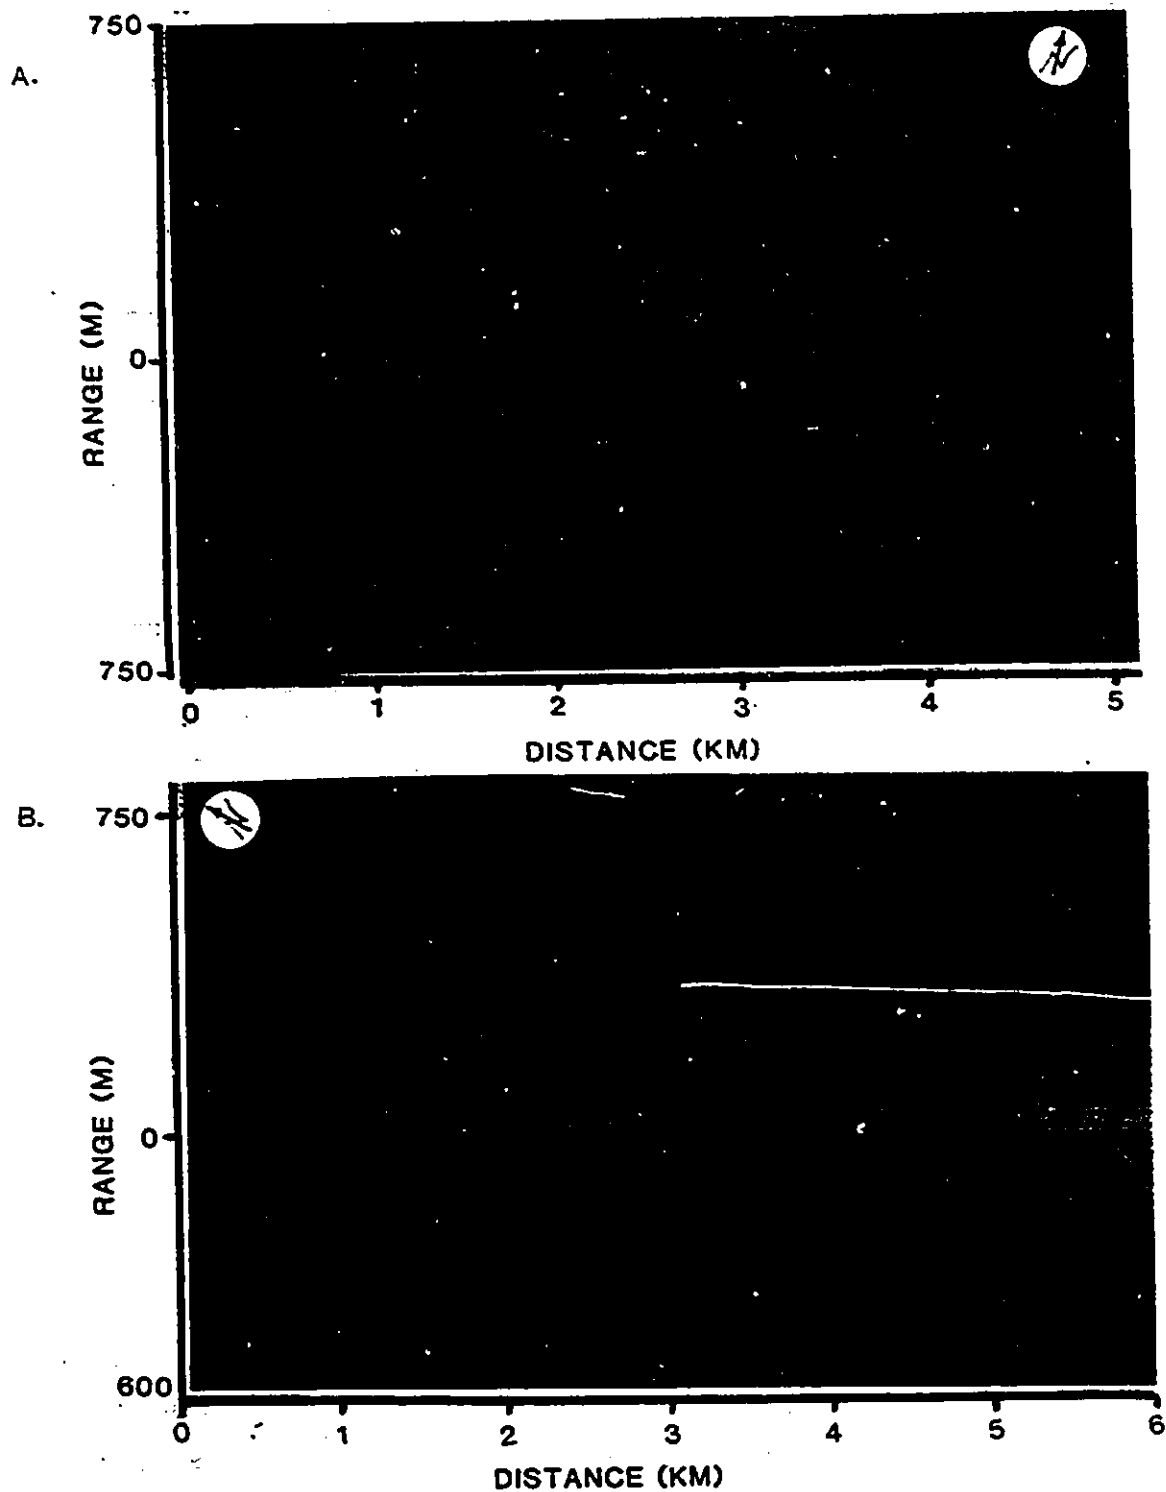 A.
750
N
RANGE (M)
0
750
0 1 2 3 4 5
DISTANCE (KM)
B.
750
N
RANGE (M)
0
600
0 1 2 3 4 5 6
DISTANCE (KM)